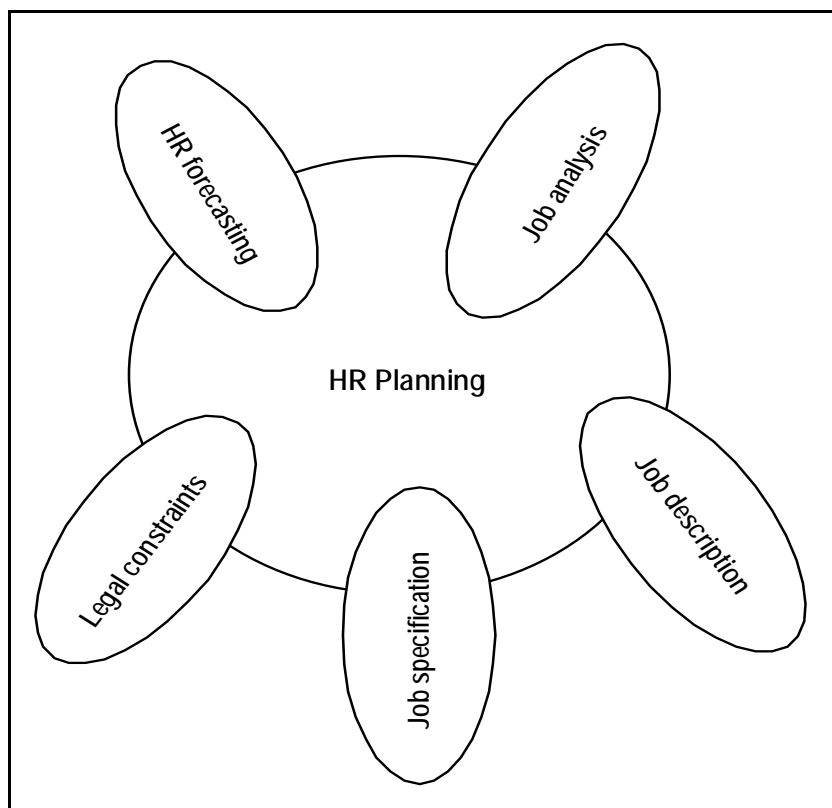 HR forecasting
Job analysis
HR Planning
Job description
Legal constraints
Job specification